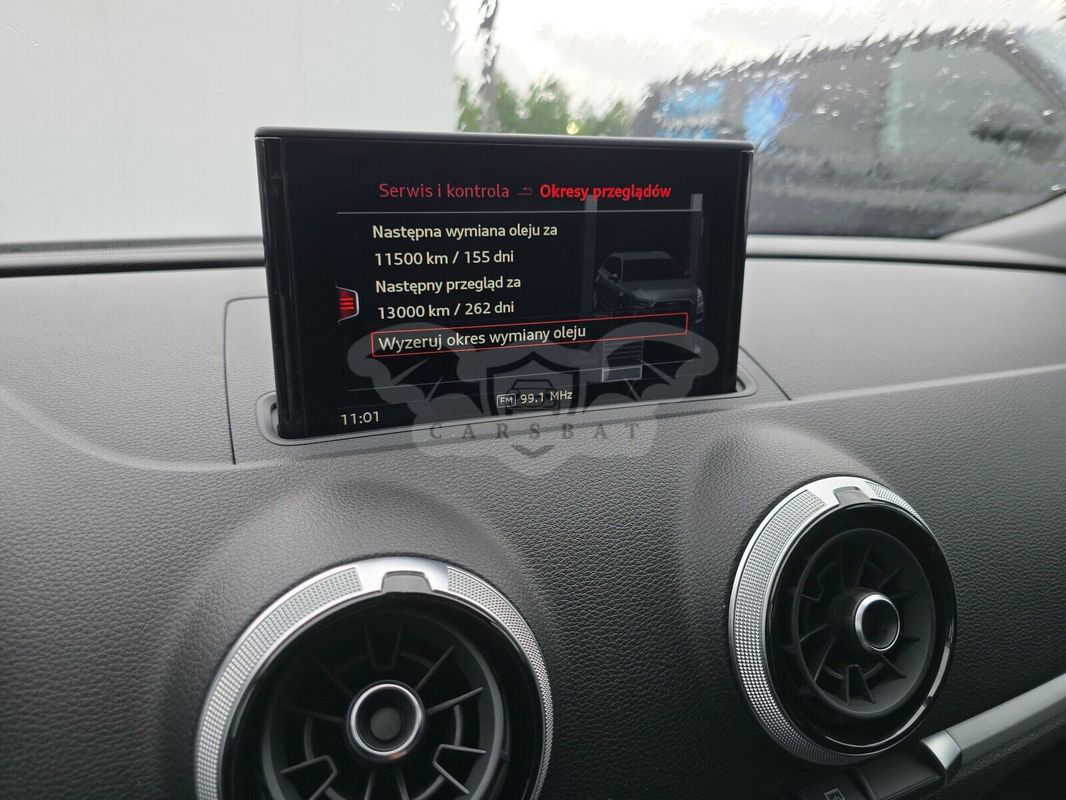 Serwis i kontrola Okresy przeglądów
Następna wymiana oleju za
11500 km / 155 dni
Następny przegląd za
13000 km / 262 dni
Wyzeruj okres wymiany oleju
FM 99.1 MHz
11:01
CARSBAT